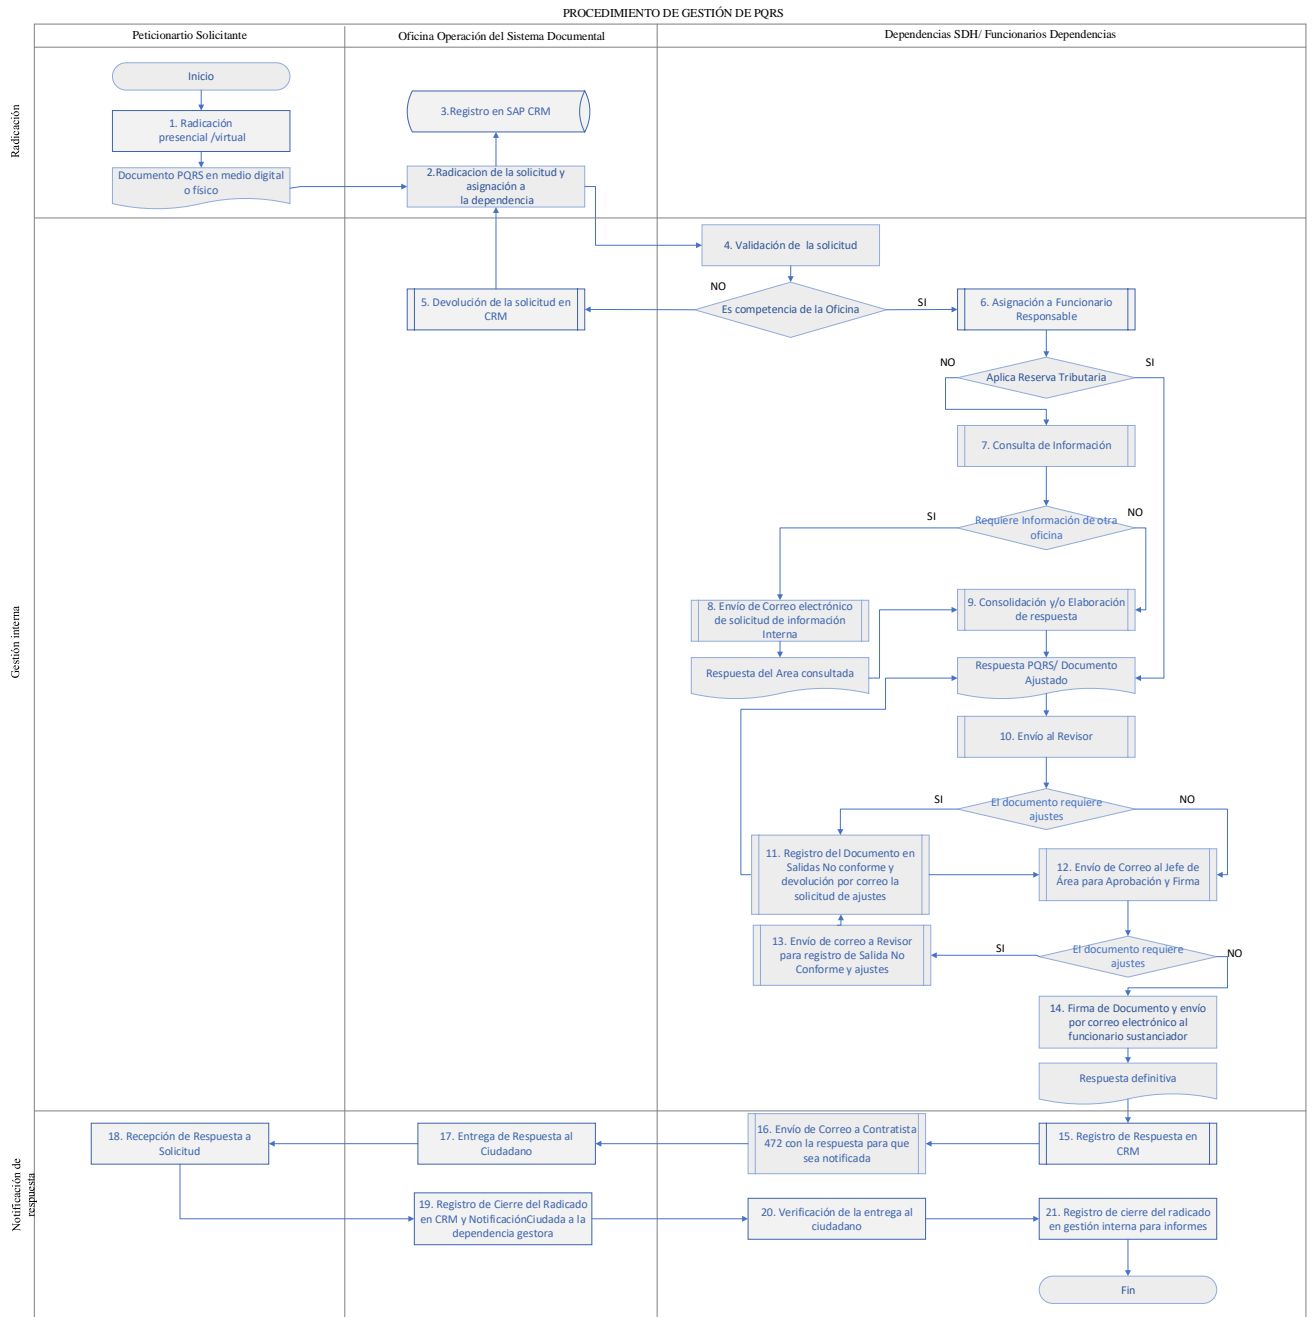 PROCEDIMIENTO DE GESTIÓN DE PQRS
Peticionartio Solicitante
Oficina Operación del Sistema Documental
Dependencias SDH/ Funcionarios Dependencias
Radicación
Inicio
1. Radicación
presencial /virtual
Documento PQRS en medio digital
o físico
3.Registro en SAP CRM
2.Radicacion de la solicitud y
asignación a
la dependencia
Gestión interna
4. Validación de la solicitud
NO
Es competencia de la Oficina
SI
5. Devolución de la solicitud en
CRM
6. Asignación a Funcionario
Responsable
NO
Aplica Reserva Tributaria
SI
7. Consulta de Información
SI
Requiere Información de otra
oficina
NO
8. Envío de Correo electrónico
de solicitud de información
Interna
9. Consolidación y/o Elaboración
de respuesta
Respuesta del Area consultada
Respuesta PQRS/ Documento
Ajustado
10. Envío al Revisor
SI
El documento requiere
ajustes
NO
11. Registro del Documento en
Salidas No conforme y
devolución por correo la
solicitud de ajustes
12. Envío de Correo al Jefe de
Área para Aprobación y Firma
13. Envío de correo a Revisor
para registro de Salida No
Conforme y ajustes
SI
El documento requiere
ajustes
NO
14. Firma de Documento y envío
por correo electrónico al
funcionario sustanciador
Respuesta definitiva
Notificación de
respuesta
18. Recepción de Respuesta a
Solicitud
17. Entrega de Respuesta al
Ciudadano
16. Envío de Correo a Contratista
472 con la respuesta para que
sea notificada
15. Registro de Respuesta en
CRM
19. Registro de Cierre del Radicado
en CRM y NotificaciónCiudada a la
dependencia gestora
20. Verificación de la entrega al
ciudadano
21. Registro de cierre del radicado
en gestión interna para informes
Fin